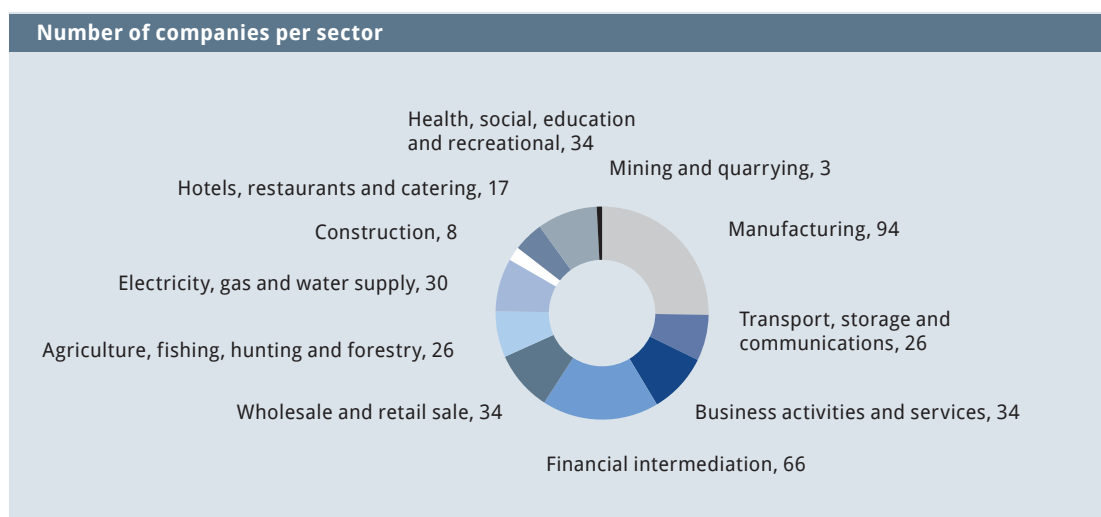 Number of companies per sector
Health, social, education
and recreational, 34
Mining and quarrying, 3
Hotels, restaurants and catering, 17
Manufacturing, 94
Construction, 8
Electricity, gas and water supply, 30
Transport, storage and
communications, 26
Agriculture, fishing, hunting and forestry, 26
Wholesale and retail sale, 34
Business activities and services, 34
Financial intermediation, 66